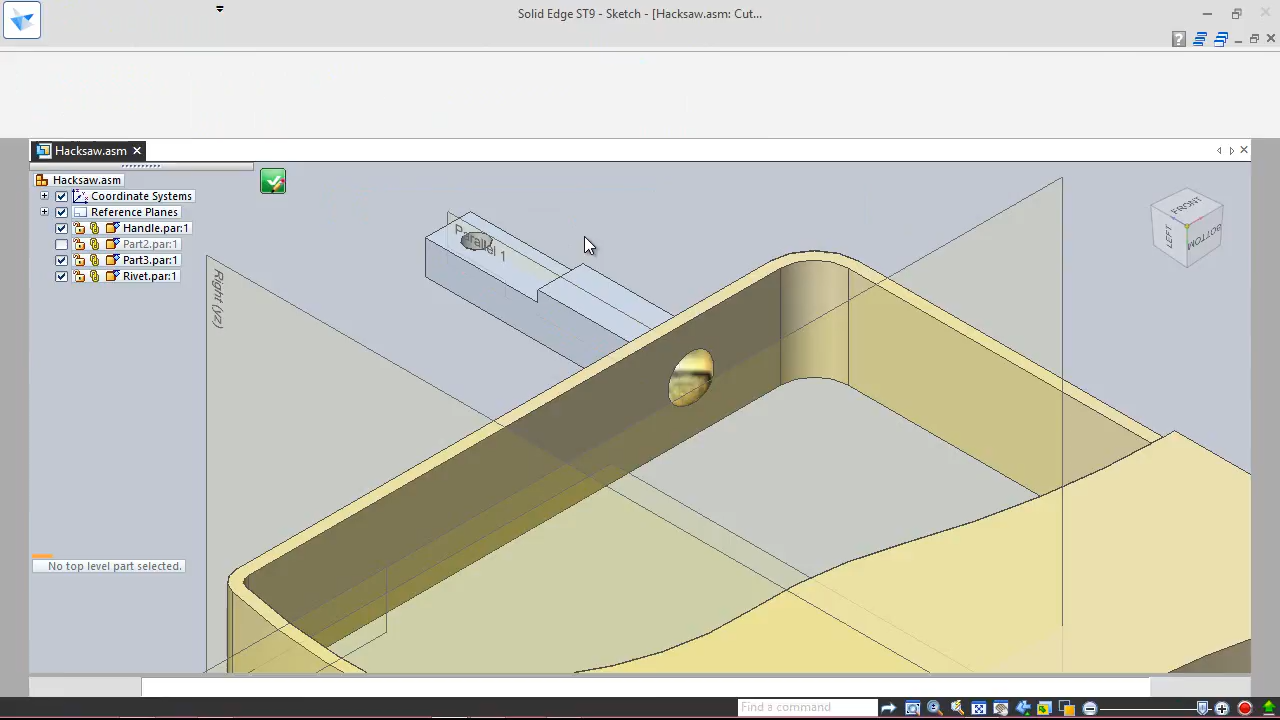 Solid Edge ST9 - Sketch - [Hacksaw.asm: Cut...
Hacksaw.asm
Hacksaw.asm
Coordinate Systems
Reference Planes
Handle.par:1
Part2.par:1
Part3.par:1
Rivet.par:1
Parallel 1
Right (yz)
FRONT
LEFT
BOTTOM
No top level part selected.
Find a command